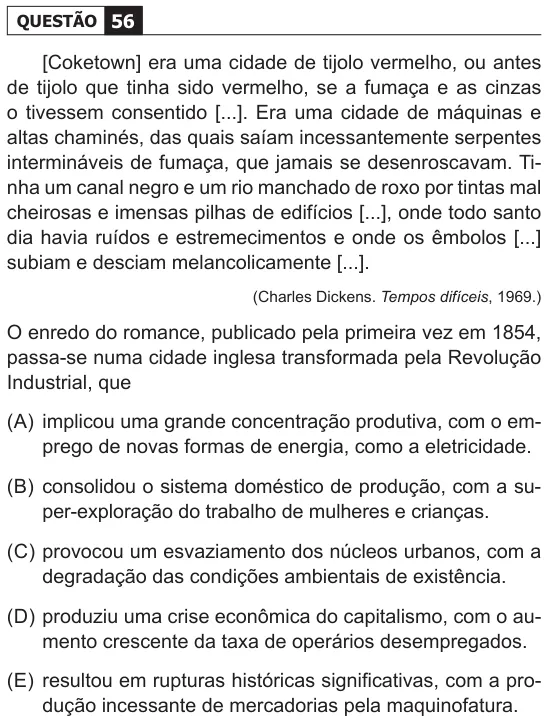 QUESTÃO 56
[Coketown] era uma cidade de tijolo vermelho, ou antes
de tijolo que tinha sido vermelho, se a fumaça e as cinzas
o tivessem consentido [...]. Era uma cidade de máquinas e
altas chaminés, das quais saíam incessantemente serpentes
intermináveis de fumaça, que jamais se desenroscavam. Ti-
nha um canal negro e um rio manchado de roxo por tintas mal
cheirosas e imensas pilhas de edifícios [...], onde todo santo
dia havia ruídos e estremecimentos e onde os êmbolos [...]
subiam e desciam melancolicamente [...].
(Charles Dickens. Tempos difíceis, 1969.)
O enredo do romance, publicado pela primeira vez em 1854,
passa-se numa cidade inglesa transformada pela Revolução
Industrial, que
(A) implicou uma grande concentração produtiva, com o em-
prego de novas formas de energia, como a eletricidade.
(B) consolidou o sistema doméstico de produção, com a su-
per-exploração do trabalho de mulheres e crianças.
(C) provocou um esvaziamento dos núcleos urbanos, com a
degradação das condições ambientais de existência.
(D) produziu uma crise econômica do capitalismo, com o au-
mento crescente da taxa de operários desempregados.
(E) resultou em rupturas históricas significativas, com a pro-
dução incessante de mercadorias pela maquinofatura.